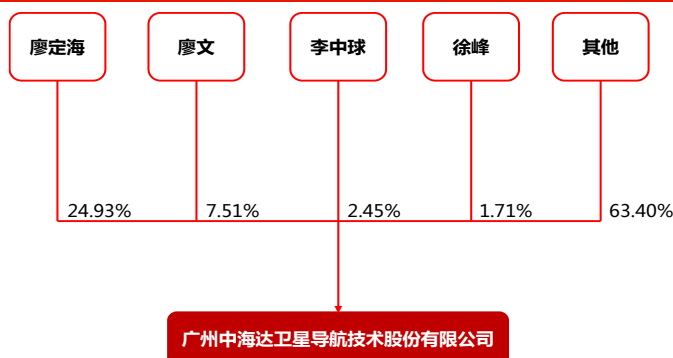 廖定海 廖文 李中球 徐峰 其他
24.93% 7.51% 2.45% 1.71% 63.40%
广州中海达卫星导航技术股份有限公司